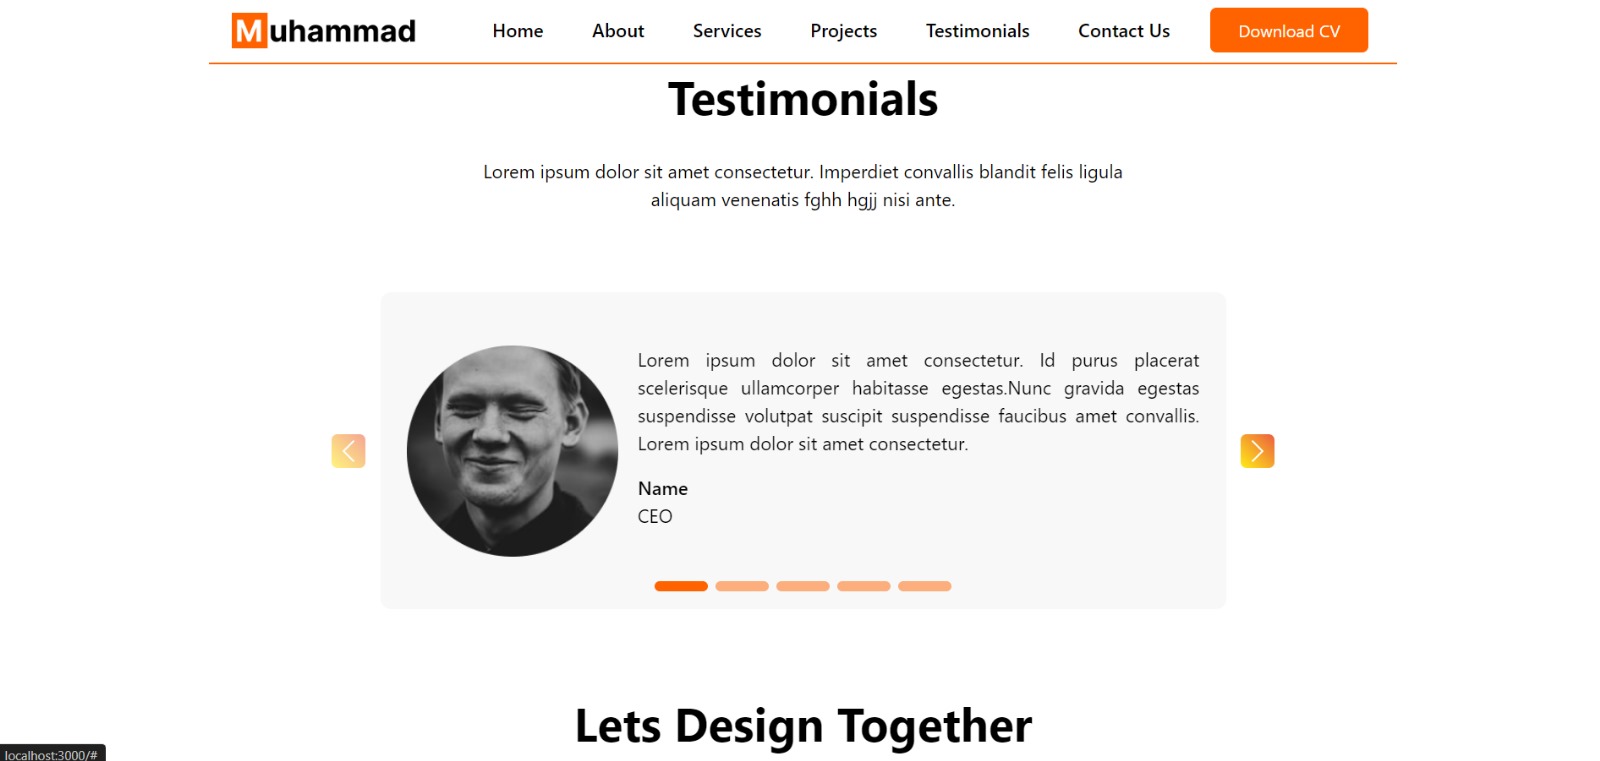 Muhammad Home About Services Projects Testimonials Contact Us Download CV
Testimonials
Lorem ipsum dolor sit amet consectetur. Imperdiet convallis blandit felis ligula
aliquam venenatis fghh hgjj nisi ante.
Lorem ipsum dolor sit amet consectetur. Id purus placerat
scelerisque ullamcorper habitasse egestas.Nunc gravida egestas
suspendisse volutpat suscipit suspendisse faucibus amet convallis.
Lorem ipsum dolor sit amet consectetur.
Name
CEO
Lets Design Together
localhost:3000/#